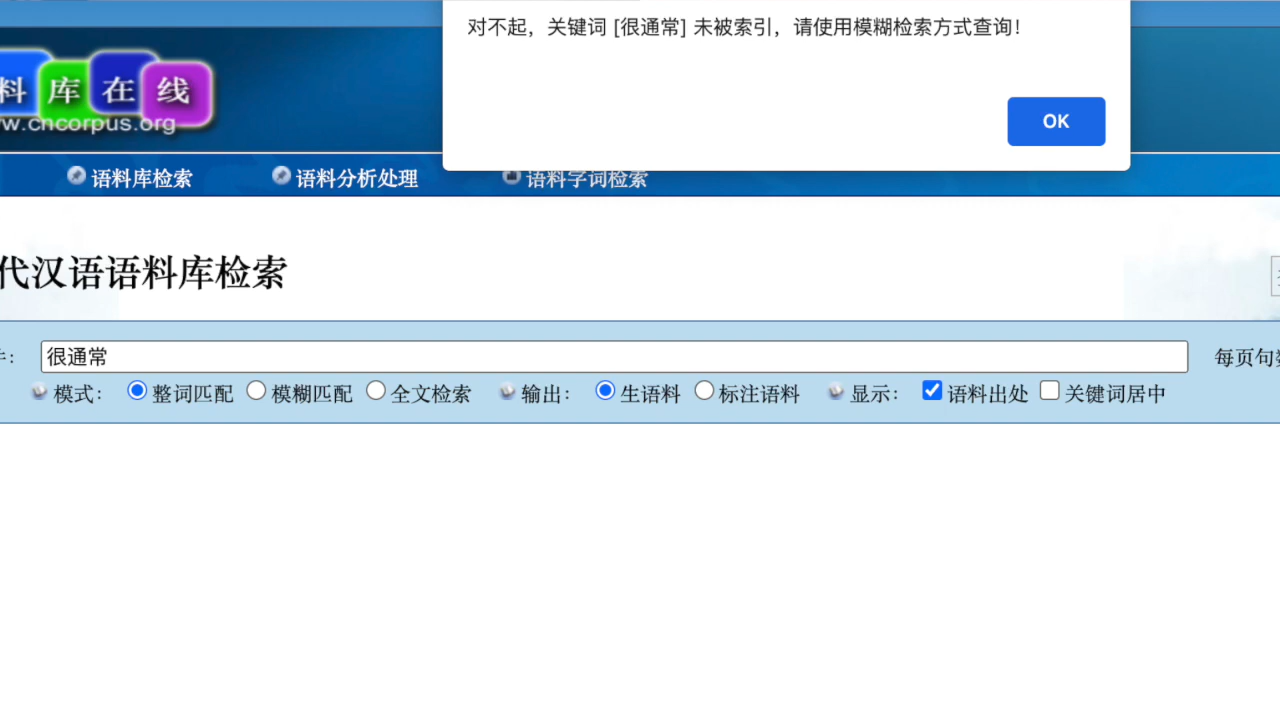 对不起，关键词 [很通常] 未被索引，请使用模糊检索方式查询！
OK
料库在线
w.cncorpus.org
语料库检索 语料分析处理 语料字词检索
代汉语语料库检索
很通常 每页句数
模式： 整词匹配 模糊匹配 全文检索 输出： 生语料 标注语料 显示： 语料出处 关键词居中